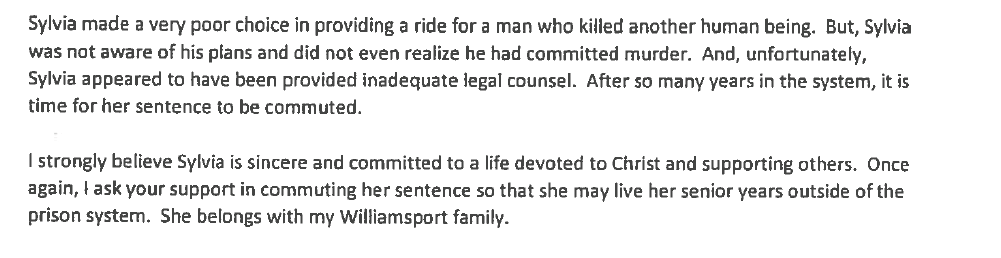 Sylvia made a very poor choice in providing a ride for a man who killed another human being.  But, Sylvia
was not aware of his plans and did not even realize he had committed murder.  And, unfortunately,
Sylvia appeared to have been provided inadequate legal counsel.  After so many years in the system, it is
time for her sentence to be commuted.
I strongly believe Sylvia is sincere and committed to a life devoted to Christ and supporting others.  Once
again, I ask your support in commuting her sentence so that she may live her senior years outside of the
prison system.  She belongs with my Williamsport family.